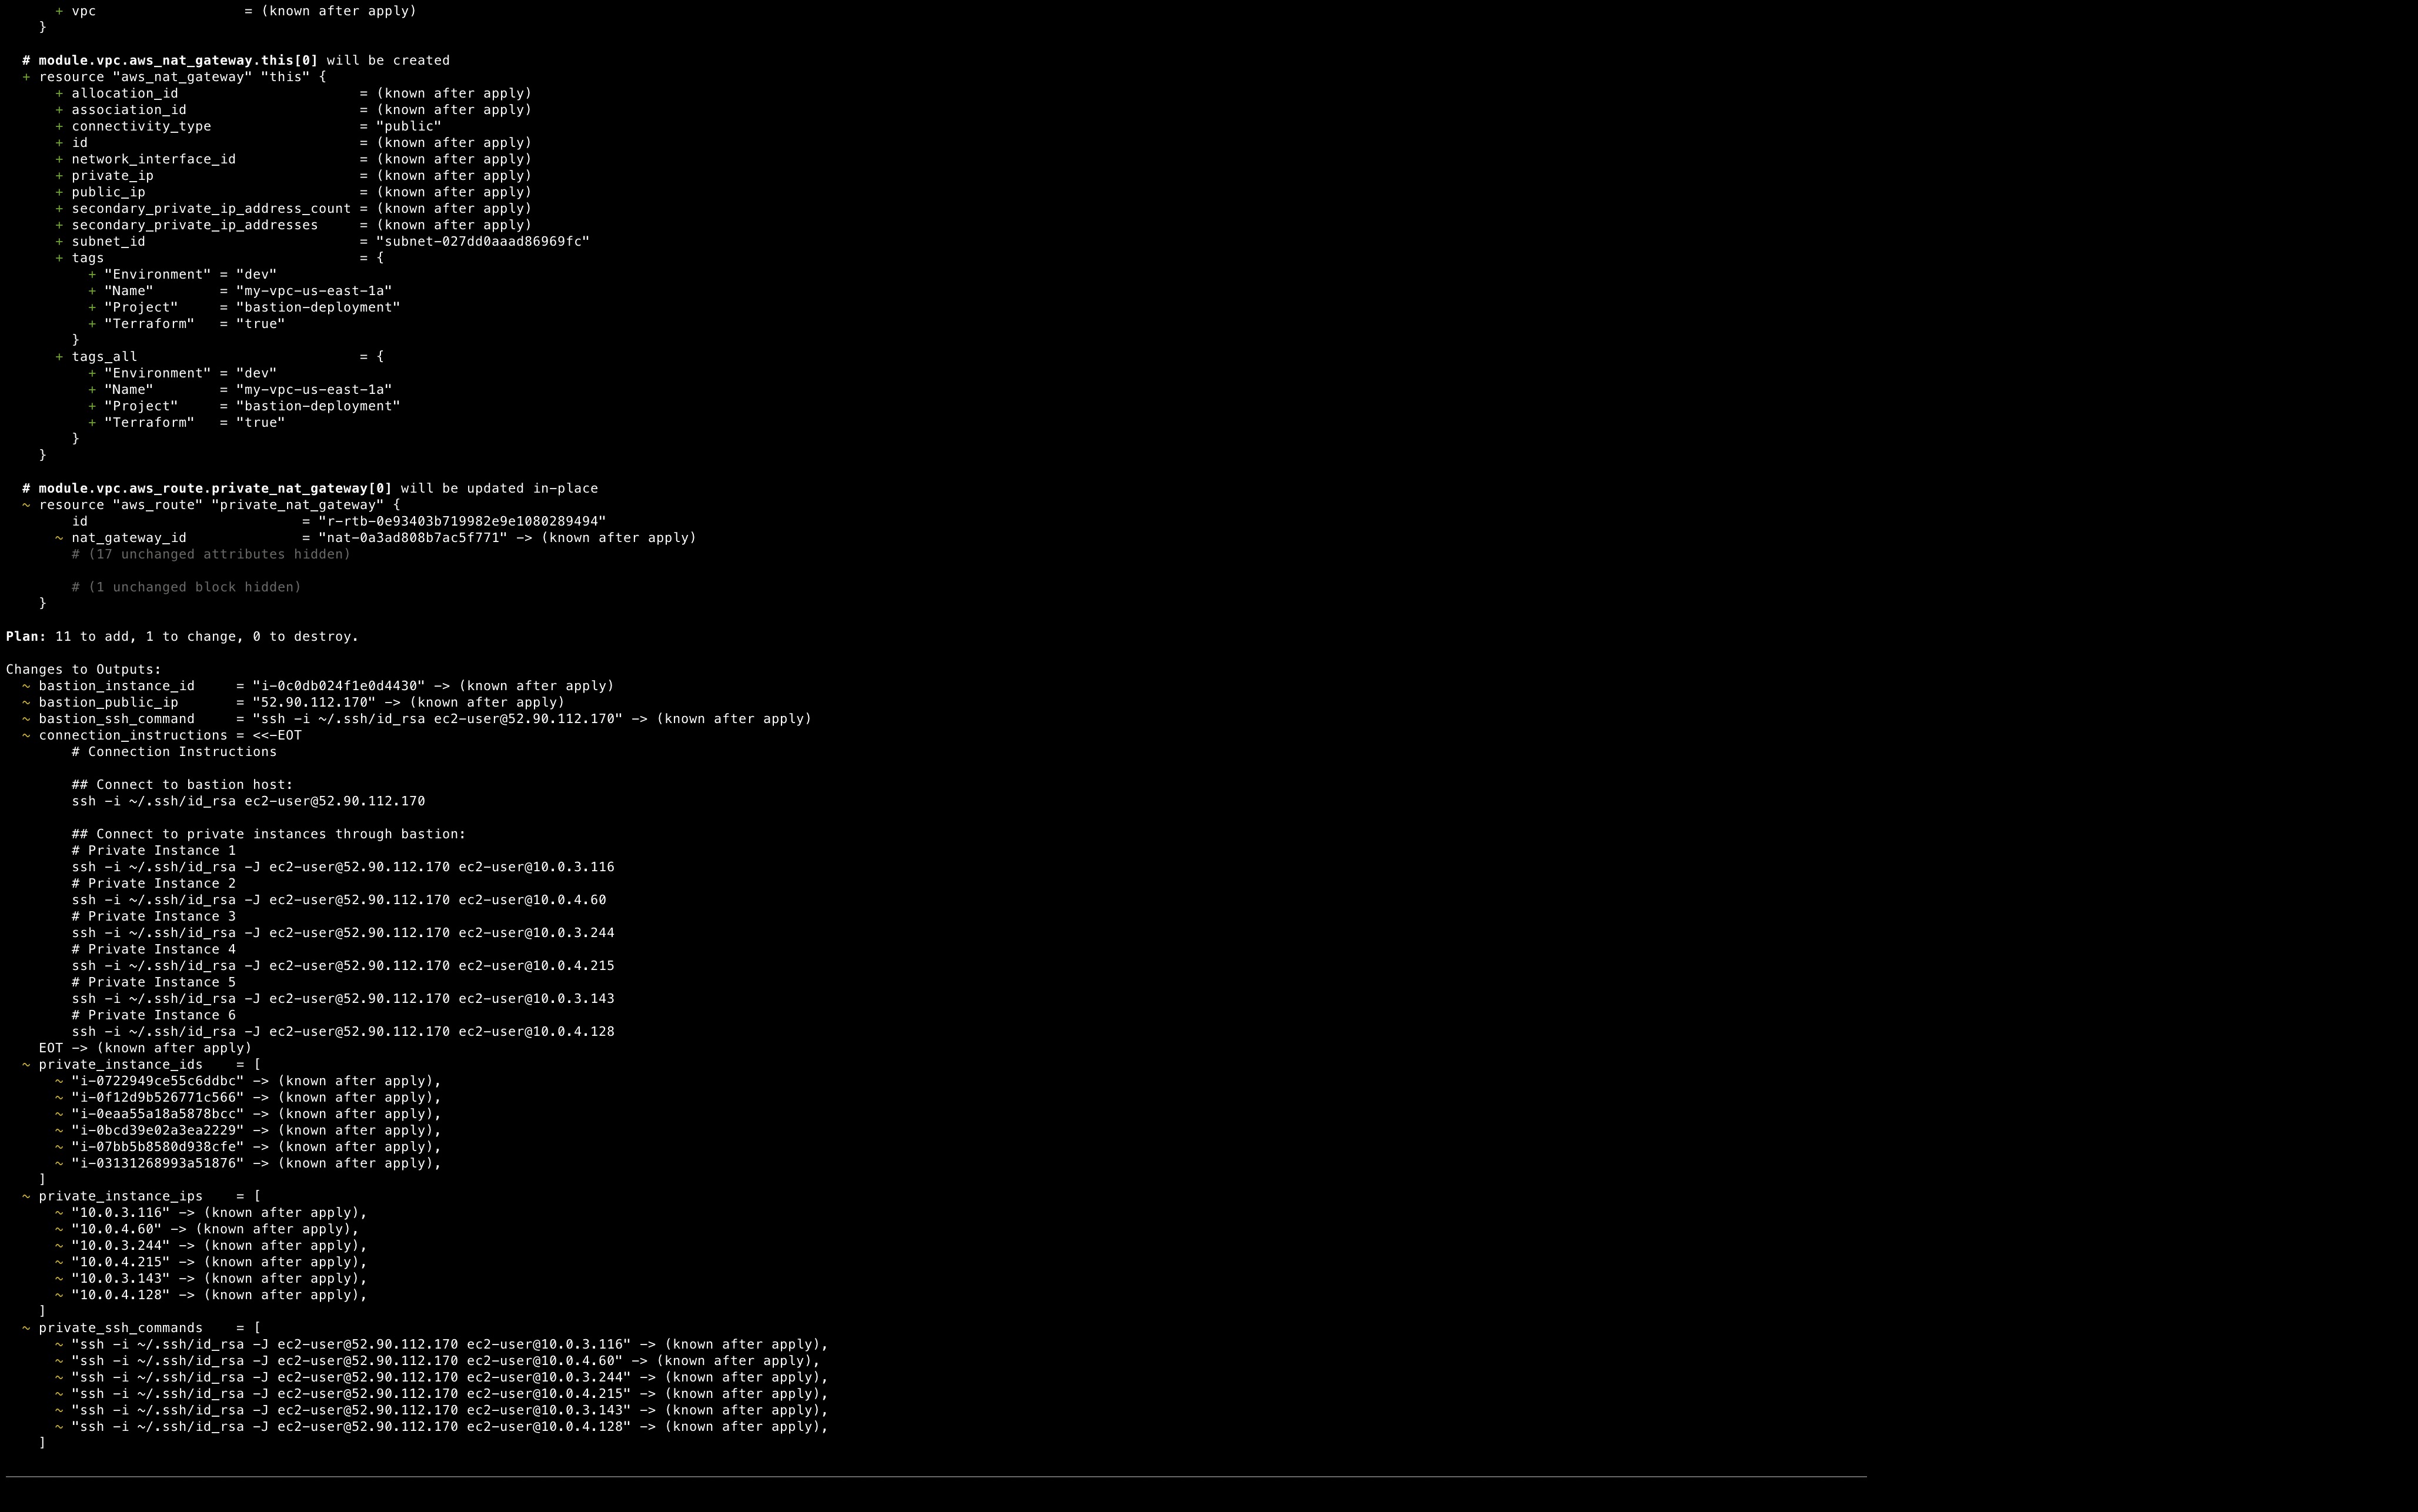 + vpc                  = (known after apply)
    }

  # module.vpc.aws_nat_gateway.this[0] will be created
  + resource "aws_nat_gateway" "this" {
      + allocation_id                      = (known after apply)
      + association_id                     = (known after apply)
      + connectivity_type                  = "public"
      + id                                 = (known after apply)
      + network_interface_id               = (known after apply)
      + private_ip                         = (known after apply)
      + public_ip                          = (known after apply)
      + secondary_private_ip_address_count = (known after apply)
      + secondary_private_ip_addresses     = (known after apply)
      + subnet_id                          = "subnet-027dd0aaad86969fc"
      + tags                               = {
          + "Environment" = "dev"
          + "Name"        = "my-vpc-us-east-1a"
          + "Project"     = "bastion-deployment"
          + "Terraform"   = "true"
        }
      + tags_all                           = {
          + "Environment" = "dev"
          + "Name"        = "my-vpc-us-east-1a"
          + "Project"     = "bastion-deployment"
          + "Terraform"   = "true"
        }
    }

  # module.vpc.aws_route.private_nat_gateway[0] will be updated in-place
  ~ resource "aws_route" "private_nat_gateway" {
        id                          = "r-rtb-0e93403b719982e9e1080289494"
      ~ nat_gateway_id              = "nat-0a3ad808b7ac5f771" -> (known after apply)
        # (17 unchanged attributes hidden)

        # (1 unchanged block hidden)
    }

Plan: 11 to add, 1 to change, 0 to destroy.

Changes to Outputs:
  ~ bastion_instance_id     = "i-0c0db024f1e0d4430" -> (known after apply)
  ~ bastion_public_ip       = "52.90.112.170" -> (known after apply)
  ~ bastion_ssh_command     = "ssh -i ~/.ssh/id_rsa ec2-user@52.90.112.170" -> (known after apply)
  ~ connection_instructions = <<-EOT
        # Connection Instructions

        ## Connect to bastion host:
        ssh -i ~/.ssh/id_rsa ec2-user@52.90.112.170

        ## Connect to private instances through bastion:
        # Private Instance 1
        ssh -i ~/.ssh/id_rsa -J ec2-user@52.90.112.170 ec2-user@10.0.3.116
        # Private Instance 2
        ssh -i ~/.ssh/id_rsa -J ec2-user@52.90.112.170 ec2-user@10.0.4.60
        # Private Instance 3
        ssh -i ~/.ssh/id_rsa -J ec2-user@52.90.112.170 ec2-user@10.0.3.244
        # Private Instance 4
        ssh -i ~/.ssh/id_rsa -J ec2-user@52.90.112.170 ec2-user@10.0.4.215
        # Private Instance 5
        ssh -i ~/.ssh/id_rsa -J ec2-user@52.90.112.170 ec2-user@10.0.3.143
        # Private Instance 6
        ssh -i ~/.ssh/id_rsa -J ec2-user@52.90.112.170 ec2-user@10.0.4.128
    EOT -> (known after apply)
  ~ private_instance_ids    = [
      ~ "i-0722949ce55c6ddbc" -> (known after apply),
      ~ "i-0f12d9b526771c566" -> (known after apply),
      ~ "i-0eaa55a18a5878bcc" -> (known after apply),
      ~ "i-0bcd39e02a3ea2229" -> (known after apply),
      ~ "i-07bb5b8580d938cfe" -> (known after apply),
      ~ "i-03131268993a51876" -> (known after apply),
    ]
  ~ private_instance_ips    = [
      ~ "10.0.3.116" -> (known after apply),
      ~ "10.0.4.60" -> (known after apply),
      ~ "10.0.3.244" -> (known after apply),
      ~ "10.0.4.215" -> (known after apply),
      ~ "10.0.3.143" -> (known after apply),
      ~ "10.0.4.128" -> (known after apply),
    ]
  ~ private_ssh_commands    = [
      ~ "ssh -i ~/.ssh/id_rsa -J ec2-user@52.90.112.170 ec2-user@10.0.3.116" -> (known after apply),
      ~ "ssh -i ~/.ssh/id_rsa -J ec2-user@52.90.112.170 ec2-user@10.0.4.60" -> (known after apply),
      ~ "ssh -i ~/.ssh/id_rsa -J ec2-user@52.90.112.170 ec2-user@10.0.3.244" -> (known after apply),
      ~ "ssh -i ~/.ssh/id_rsa -J ec2-user@52.90.112.170 ec2-user@10.0.4.215" -> (known after apply),
      ~ "ssh -i ~/.ssh/id_rsa -J ec2-user@52.90.112.170 ec2-user@10.0.3.143" -> (known after apply),
      ~ "ssh -i ~/.ssh/id_rsa -J ec2-user@52.90.112.170 ec2-user@10.0.4.128" -> (known after apply),
    ]